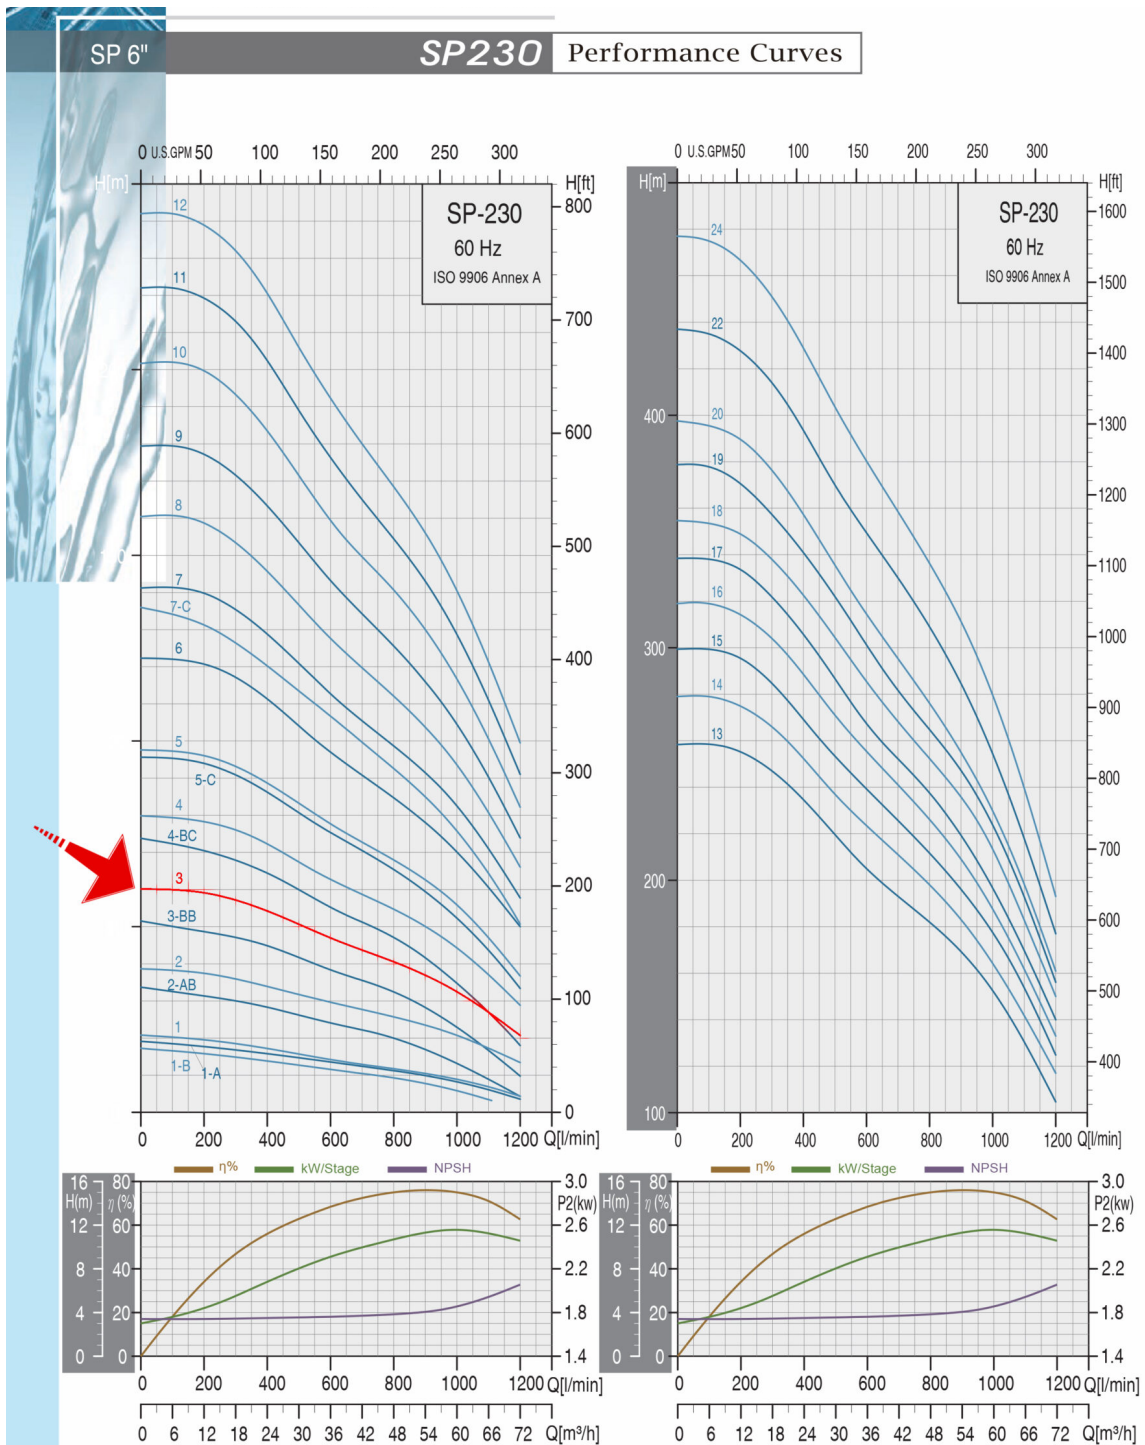 SP 6"
SP230 Performance Curves
0 U.S.GPM 50 100 150 200 250 300
H[m] H[ft]
SP-230
60 Hz
ISO 9906 Annex A
800
700
600
500
400
300
200
100
0
12
11
10
9
8
7
7-C
6
5
5-C
4
4-BC
3
3-BB
2
2-AB
1
1-B 1-A
0 200 400 600 800 1000 1200 Q[l/min]
0 U.S.GPM 50 100 150 200 250 300
H[m] H[ft]
SP-230
60 Hz
ISO 9906 Annex A
400
300
200
100
1600
1500
1400
1300
1200
1100
1000
900
800
700
600
500
400
24
22
20
19
18
17
16
15
14
13
0 200 400 600 800 1000 1200 Q[l/min]
η% kW/Stage NPSH
16 80 3.0
H(m) η (%) P2(kw)
12 60 2.6
8 40 2.2
4 20 1.8
0 0 1.4
0 200 400 600 800 1000 1200 Q[l/min]
0 6 12 18 24 30 36 42 48 54 60 66 72 Q[m³/h]
η% kW/Stage NPSH
16 80 3.0
H(m) η (%) P2(kw)
12 60 2.6
8 40 2.2
4 20 1.8
0 0 1.4
0 200 400 600 800 1000 1200 Q[l/min]
0 6 12 18 24 30 36 42 48 54 60 66 72 Q[m³/h]